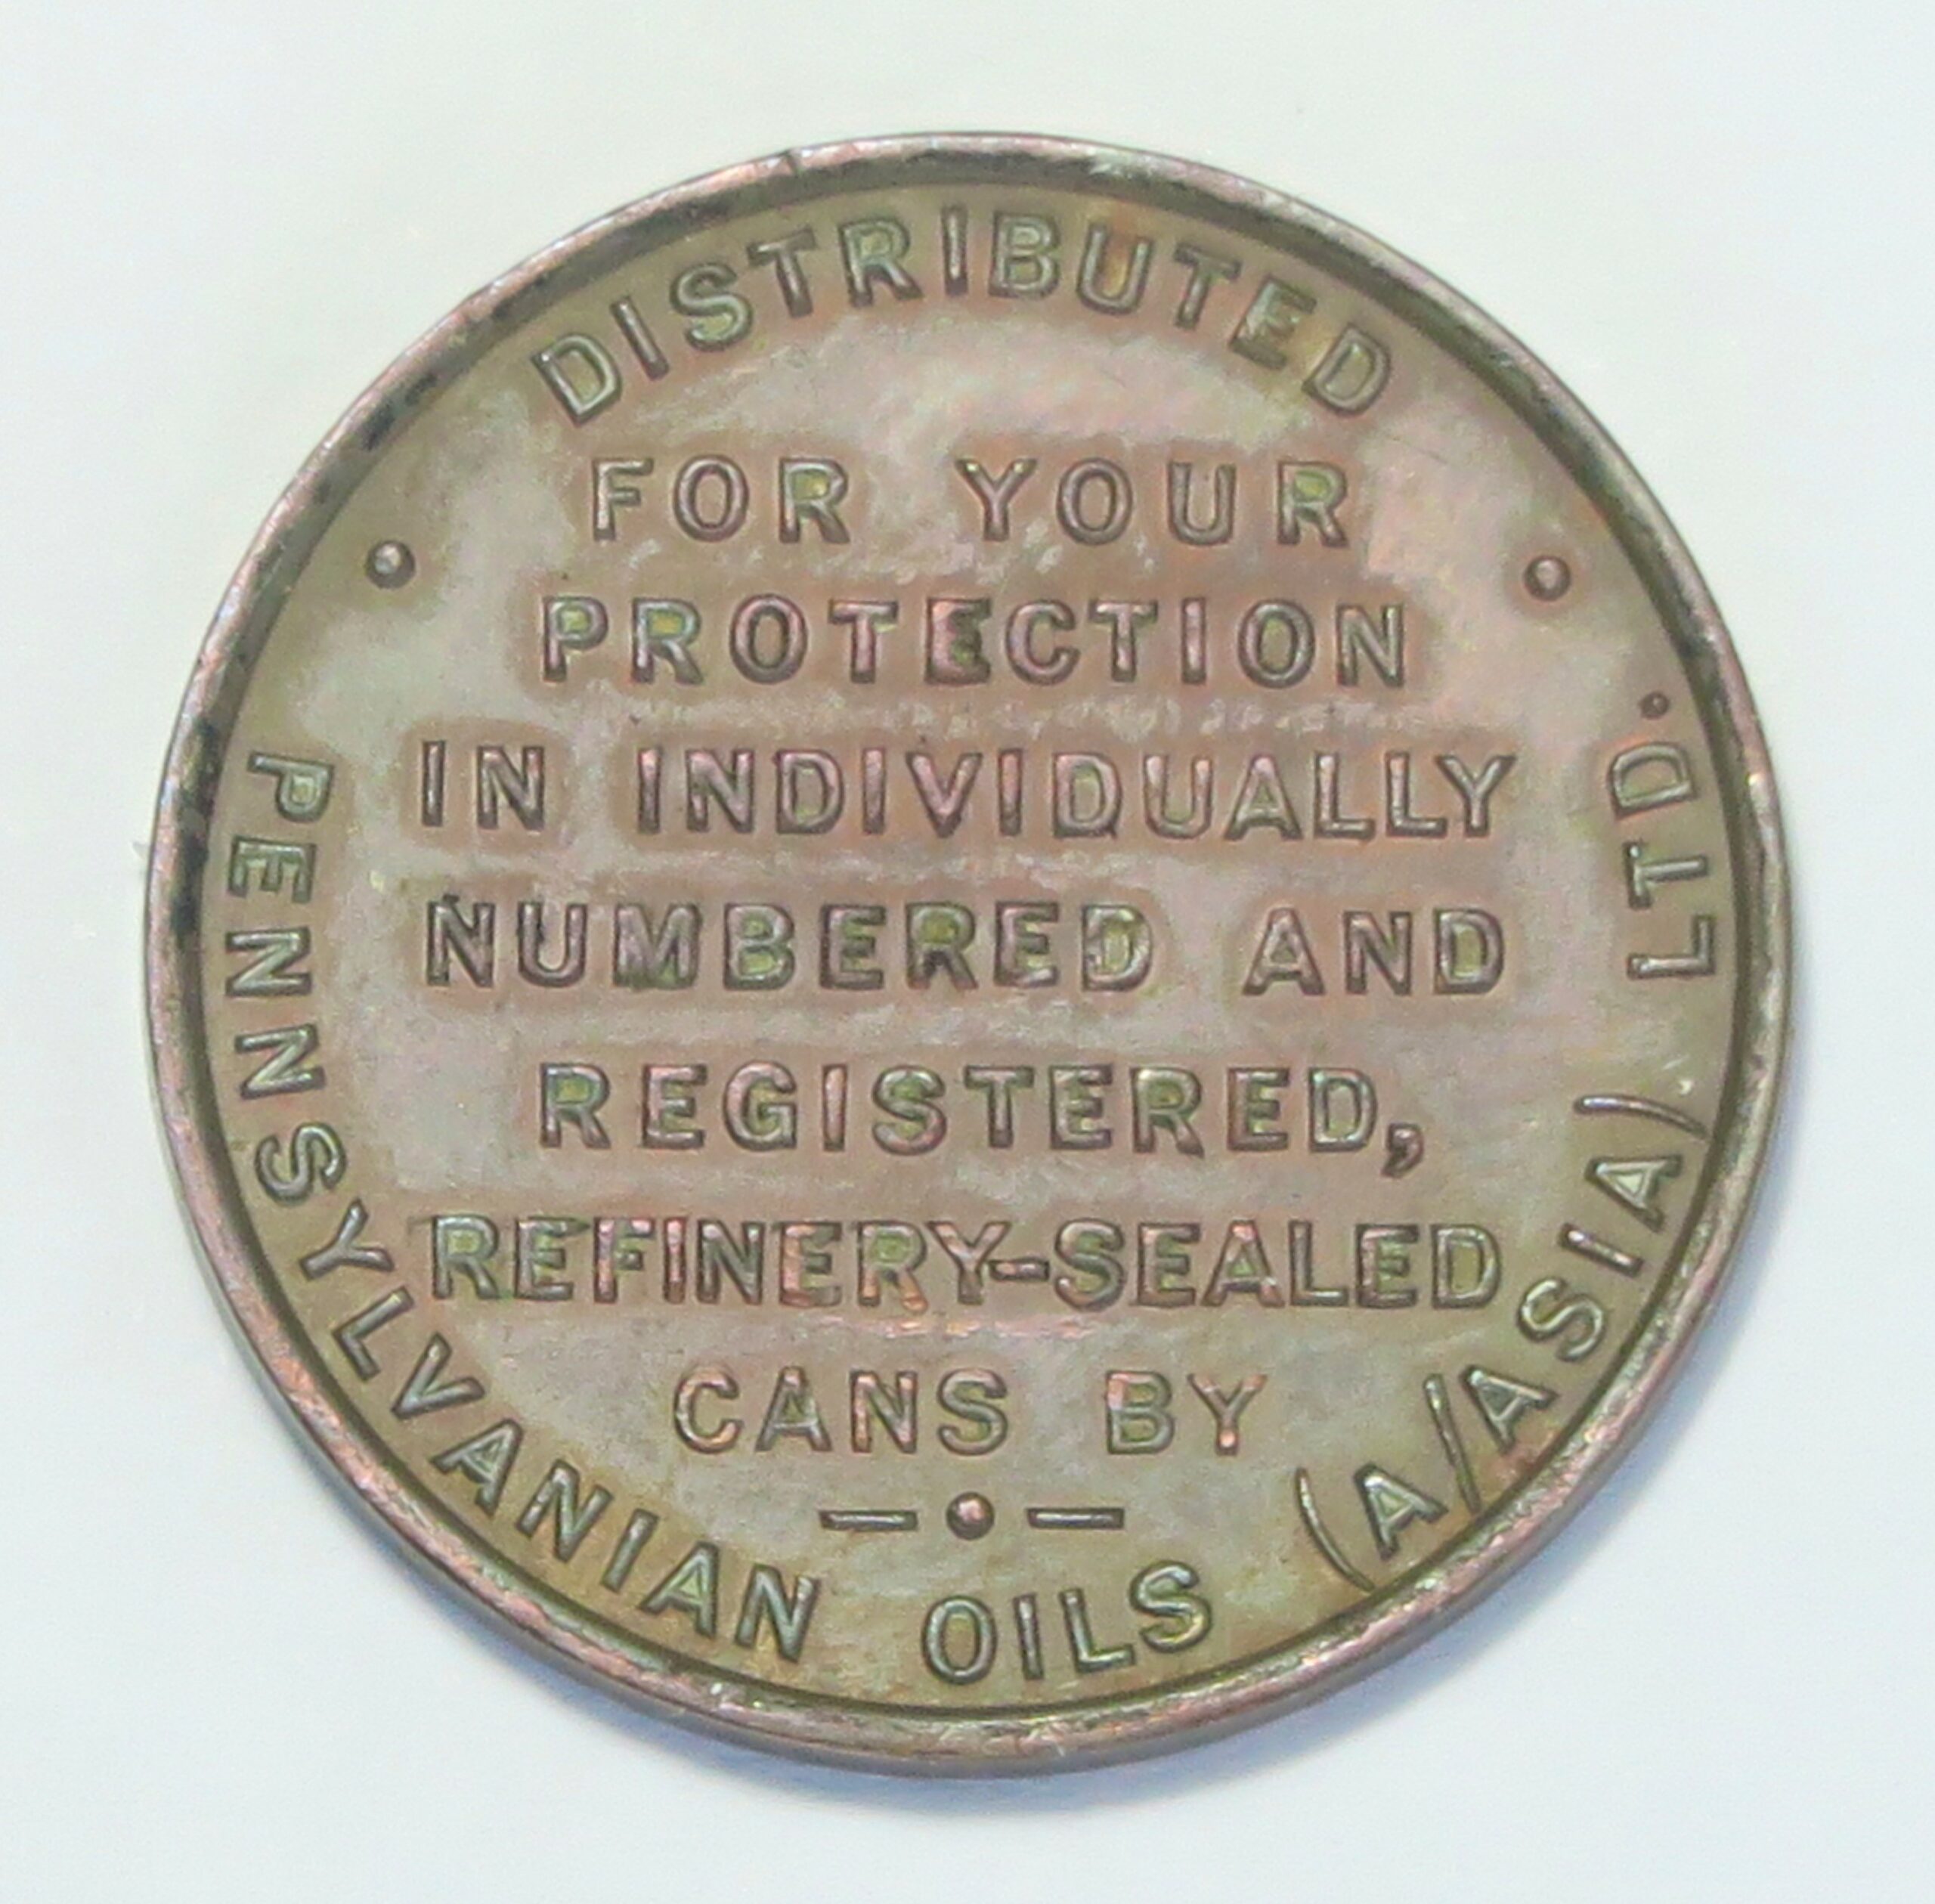 DISTRIBUTED
FOR YOUR
PROTECTION
IN INDIVIDUALLY
NUMBERED AND
REGISTERED,
REFINERY-SEALED
CANS BY
PENNSYLVANIAN OILS (A/ASIA) LTD.